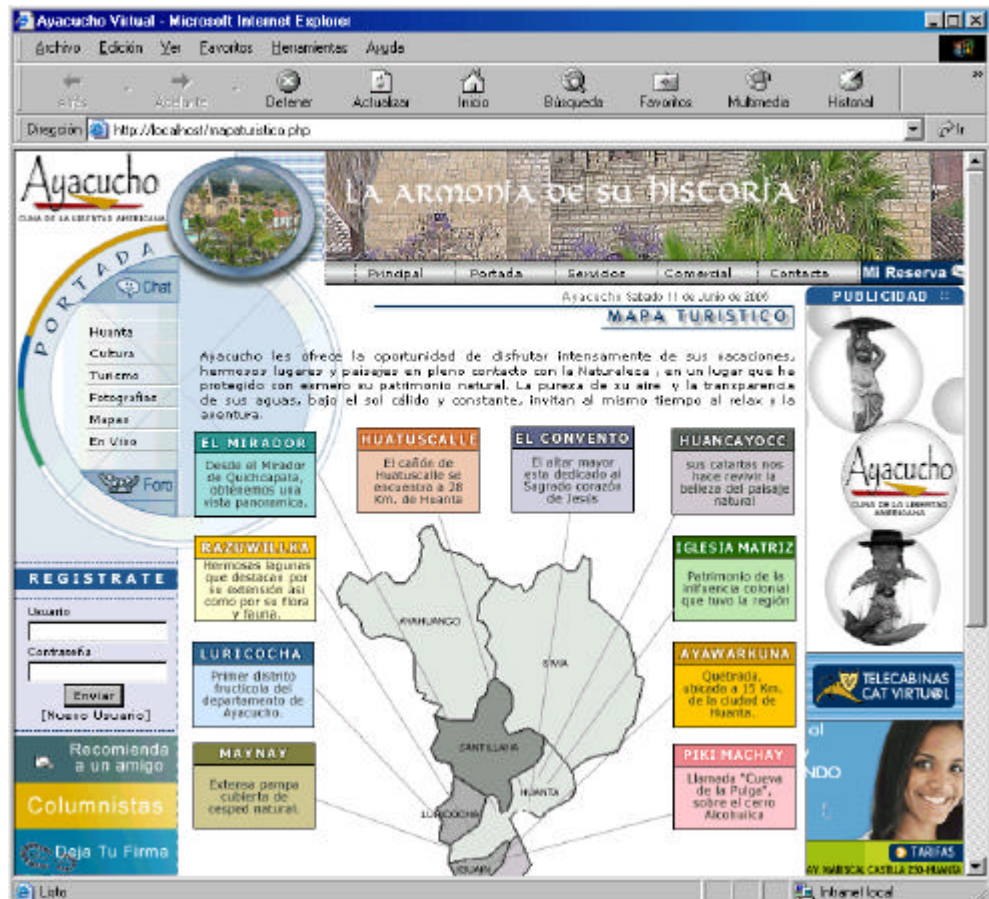 Ayacucho Virtual - Microsoft Internet Explorer
Archivo Edición Ver Favoritos Herramientas Ayuda
Atrás Adelante Detener Actualizar Inicio Búsqueda Favoritos Multimedia Historial
Dirección http://localhost/mapaturistico.php Ir
Ayacucho
CUNA DE LA LIBERTAD AMERICANA
LA ARMONÍA DE SU HISTORIA
Principal Portada Servicios Comercial Contacto Mi Reserva
PORTADA
Chat
Huanta
Cultura
Turismo
Fotografías
Mapas
En Vivo
Foro
Ayacucho Sabado 11 de Junio de 2006
MAPA TURISTICO
Ayacucho les ofrece la oportunidad de disfrutar intensamente de sus vacaciones,
hermosos lugares y paisajes en pleno contacto con la Naturaleza , en un lugar que ha
protegido con esmero su patrimonio natural. La pureza de su aire y la transparencia
de sus aguas, bajo el sol cálido y constante, invitan al mismo tiempo al relax y la
aventura.
EL MIRADOR
Desde el Mirador
de Quichcapata,
obtenemos una
vista panoramica.
HUATUSCALLE
El cañón de
Huatuscalle se
encuentra a 28
Km. de Huanta
EL CONVENTO
El altar mayor
esta dedicado al
Sagrado corazón
de Jesús
HUANCAYOCC
sus cataratas nos
hace revivir la
belleza del paisaje
natural
RAZUWILLKA
Hermosas lagunas
que destacan por
su extensión asi
como por su flora
y fauna.
IGLESIA MATRIZ
Patrimonio de la
influencia colonial
que tuvo la región
LURICOCHA
Primer distrito
fructicola del
departamento de
Ayacucho.
AYAWARKUNA
Quebrada,
ubicado a 15 Km.
de la ciudad de
Huanta.
MAYNAY
Extensa pampa
cubierta de
cesped natural.
PIKIMACHAY
Llamada "Cueva
de la Pulga",
sobre el cerro
Alcohuilca
AYAHUANCO
SIVIA
SANTILLANA
HUANTA
LURICOCHA
IGUAIN
REGISTRATE
Usuario
Contraseña
Enviar
[Nuevo Usuario]
Recomienda
a un amigo
Columnistas
Deja Tu Firma
PUBLICIDAD ::
Ayacucho
CUNA DE LA LIBERTAD
AMERICANA
TELECABINAS
CAT VIRTU@L
al
NDO
TARIFAS
AV. MARISCAL CASTILLA 250-HUANTA
Listo Intranet local